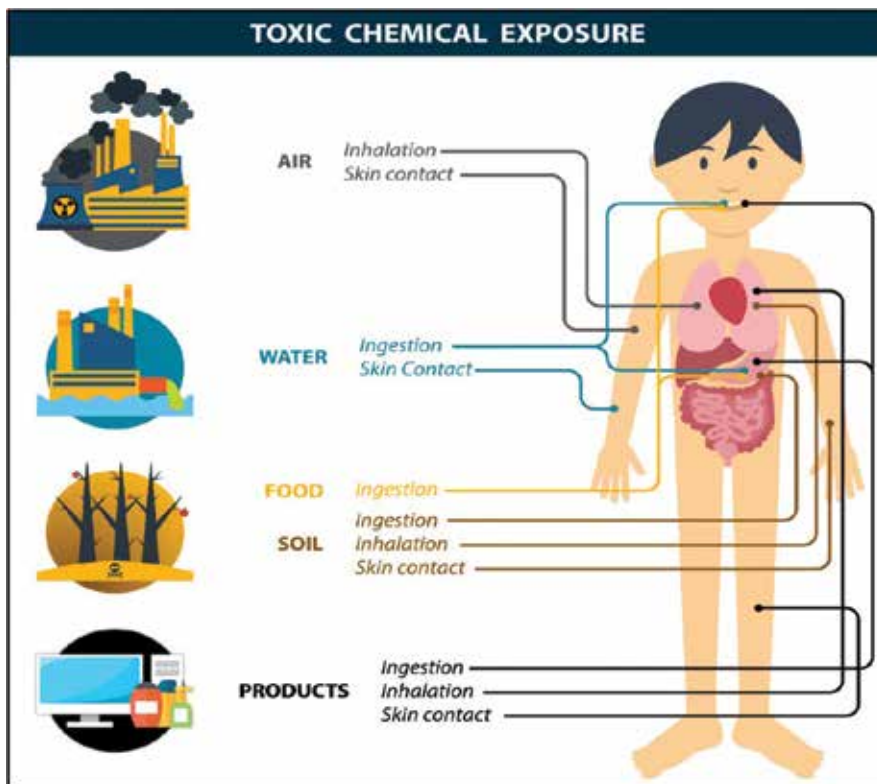 TOXIC CHEMICAL EXPOSURE
AIR
Inhalation
Skin contact
WATER
Ingestion
Skin Contact
FOOD
Ingestion
SOIL
Ingestion
Inhalation
Skin contact
PRODUCTS
Ingestion
Inhalation
Skin contact